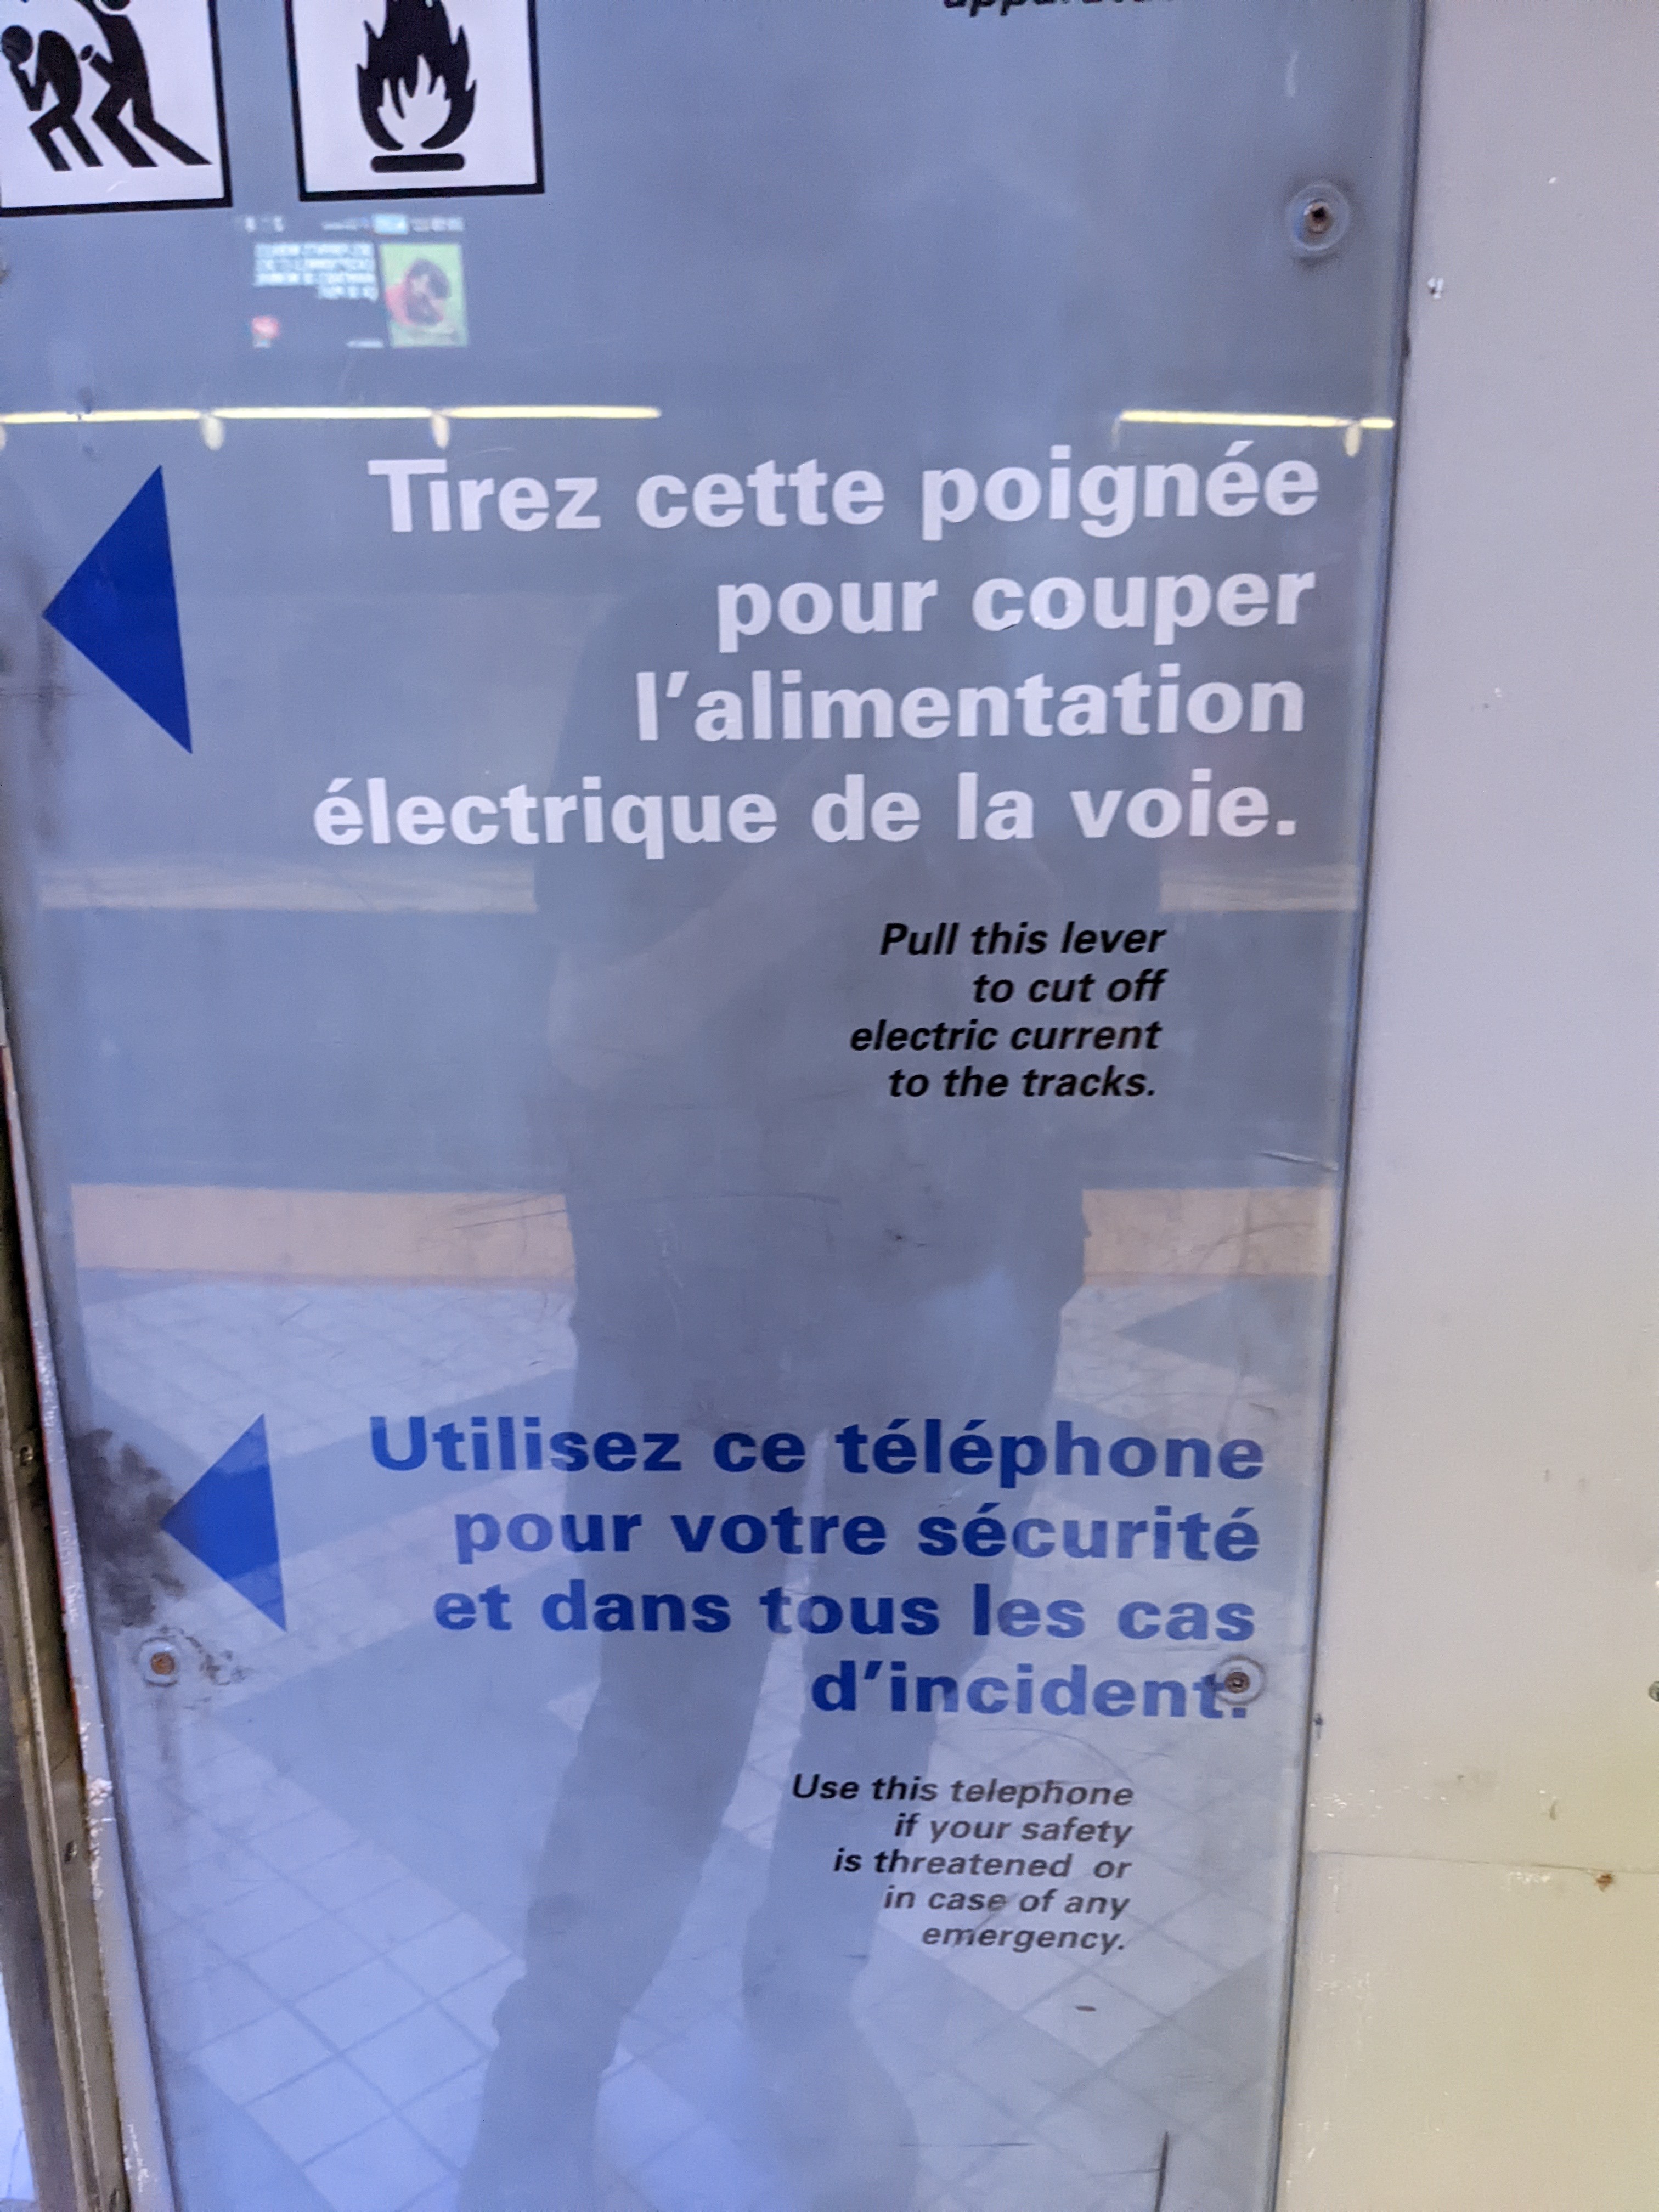 Tirez cette poignée
pour couper
l'alimentation
électrique de la voie.
Pull this lever
to cut off
electric current
to the tracks.
Utilisez ce téléphone
pour votre sécurité
et dans tous les cas
d'incident.
Use this telephone
if your safety
is threatened or
in case of any
emergency.